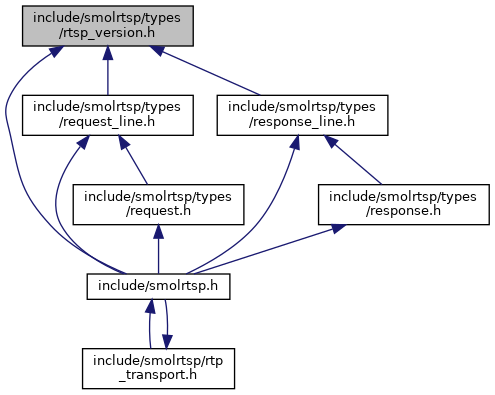 include/smolrtsp/types
/rtsp_version.h
include/smolrtsp/types
/request_line.h
include/smolrtsp/types
/response_line.h
include/smolrtsp/types
/request.h
include/smolrtsp/types
/response.h
include/smolrtsp.h
include/smolrtsp/rtp
_transport.h